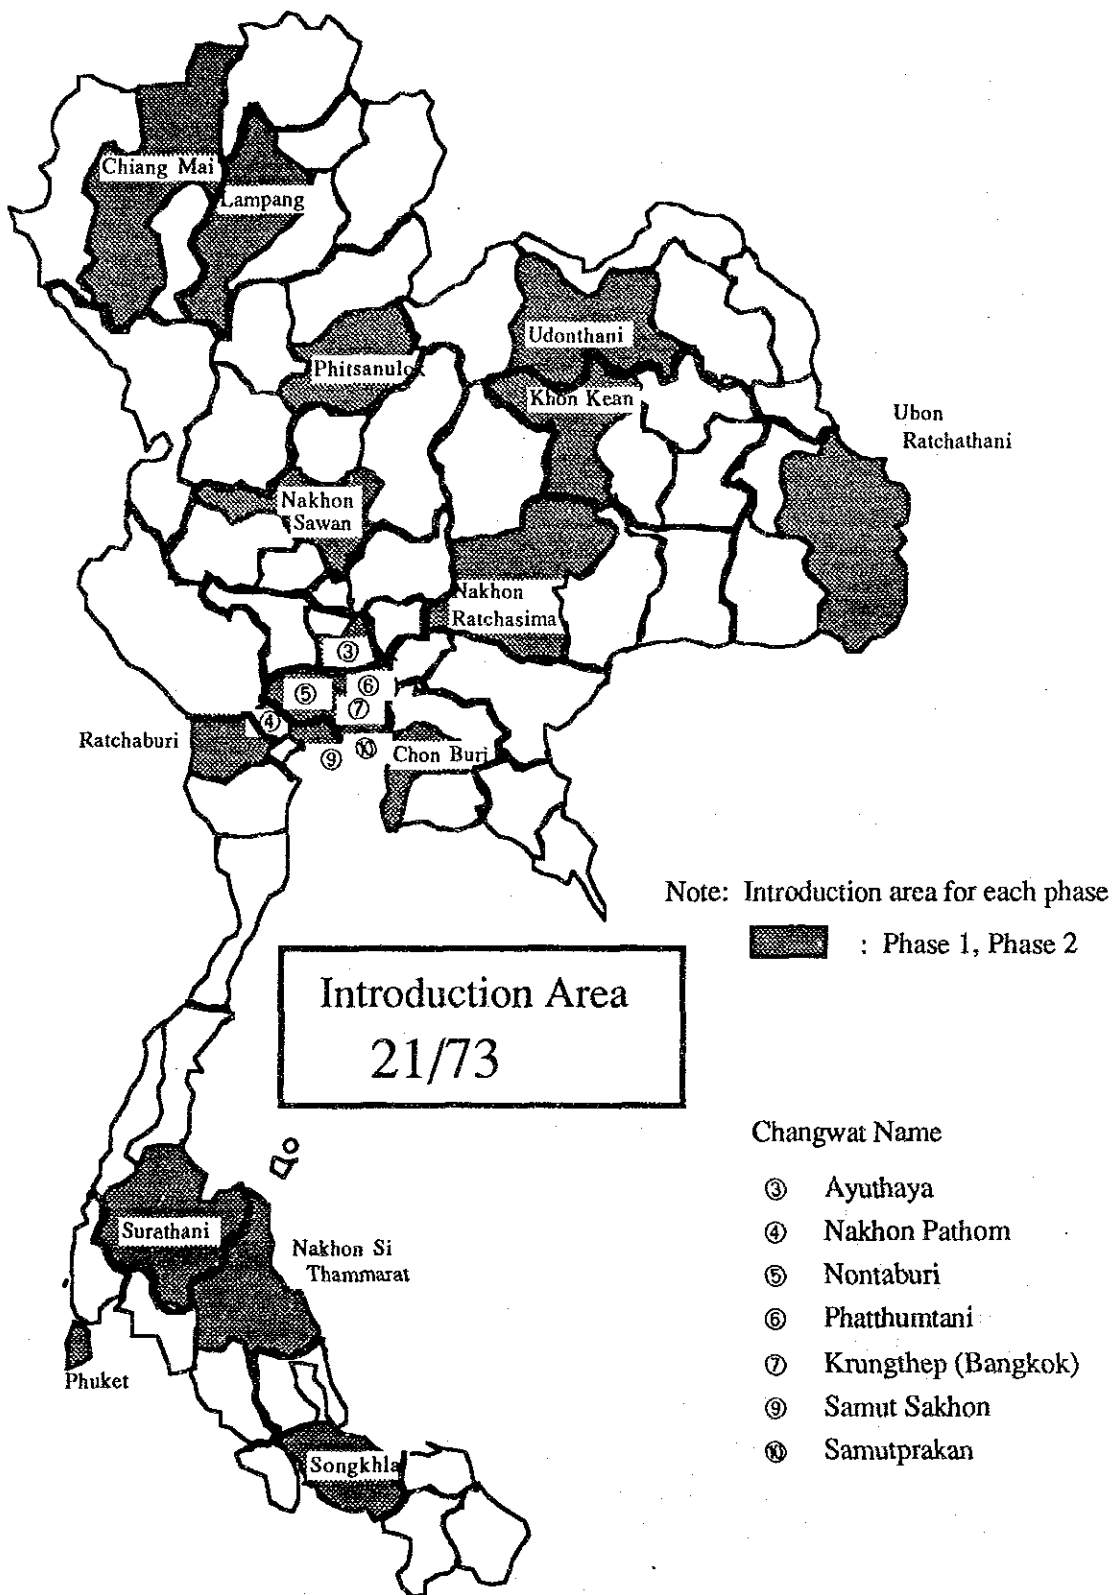 Chiang Mai
Lampang
Udonthani
Phitsanulok
Khon Kean
Ubon
Ratchathani
Nakhon
Sawan
Nakhon
Ratchasima
③
⑥
⑤
⑦
④
Ratchaburi
⑨
⑩
Chon Buri
Note: Introduction area for each phase
: Phase 1, Phase 2
Introduction Area
21/73
Changwat Name
③ Ayuthaya
④ Nakhon Pathom
⑤ Nontaburi
⑥ Phatthumtani
⑦ Krungthep (Bangkok)
⑨ Samut Sakhon
⑩ Samutprakan
Surathani
Nakhon Si
Thammarat
Phuket
Songkhla